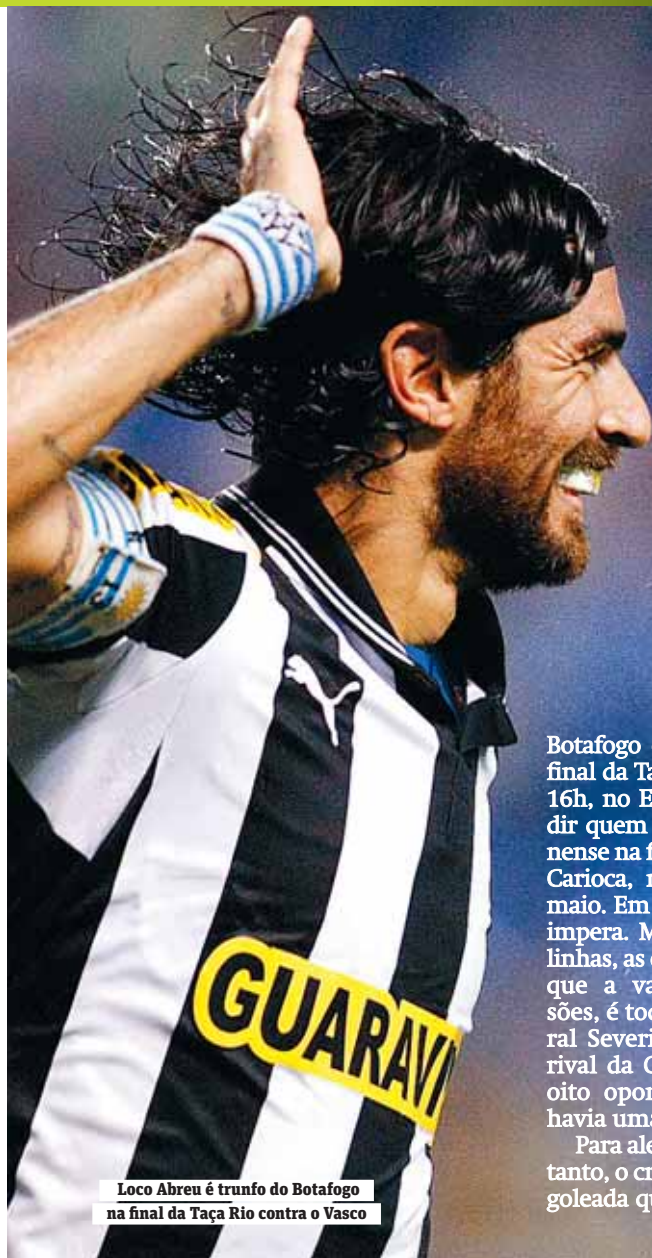 GUARAVI
Loco Abreu é trunfo do Botafogo
na final da Taça Rio contra o Vasco
Botafogo
final da Ta
16h, no E
dir quem
nense na f
Carioca, n
maio. Em
impera. M
linhas, as
que a va
sões, é tod
ral Severi
rival da
oito opor
havia uma
Para ale
tanto, o cr
goleada qu